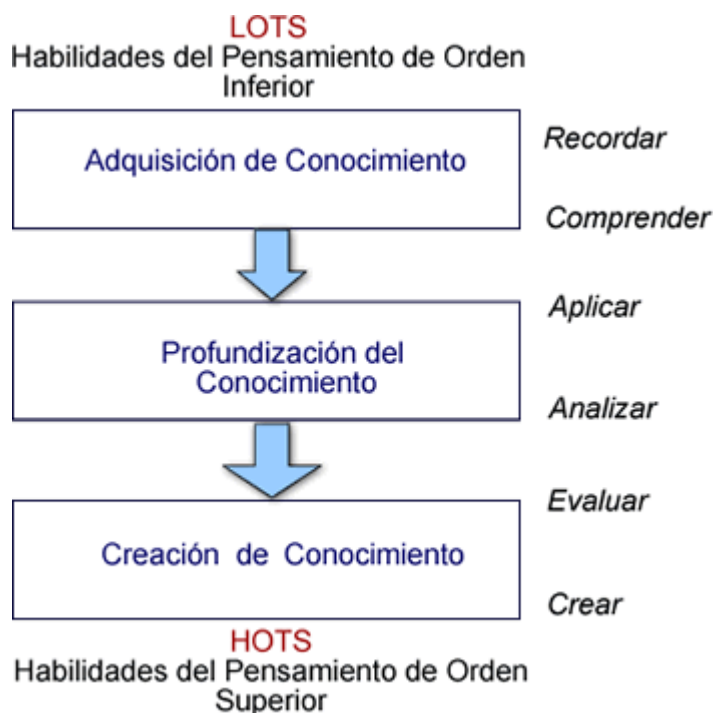 LOTS
Habilidades del Pensamiento de Orden
Inferior
Adquisición de Conocimiento
Recordar
Comprender
Profundización del
Conocimiento
Aplicar
Analizar
Creación de Conocimiento
Evaluar
Crear
HOTS
Habilidades del Pensamiento de Orden
Superior